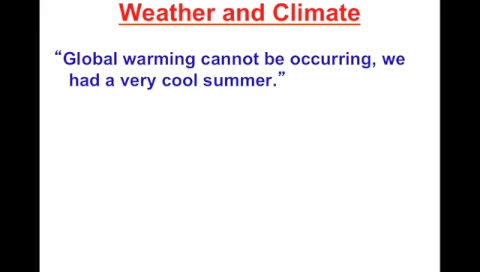 Weather and Climate
“Global warming cannot be occurring, we
had a very cool summer.”